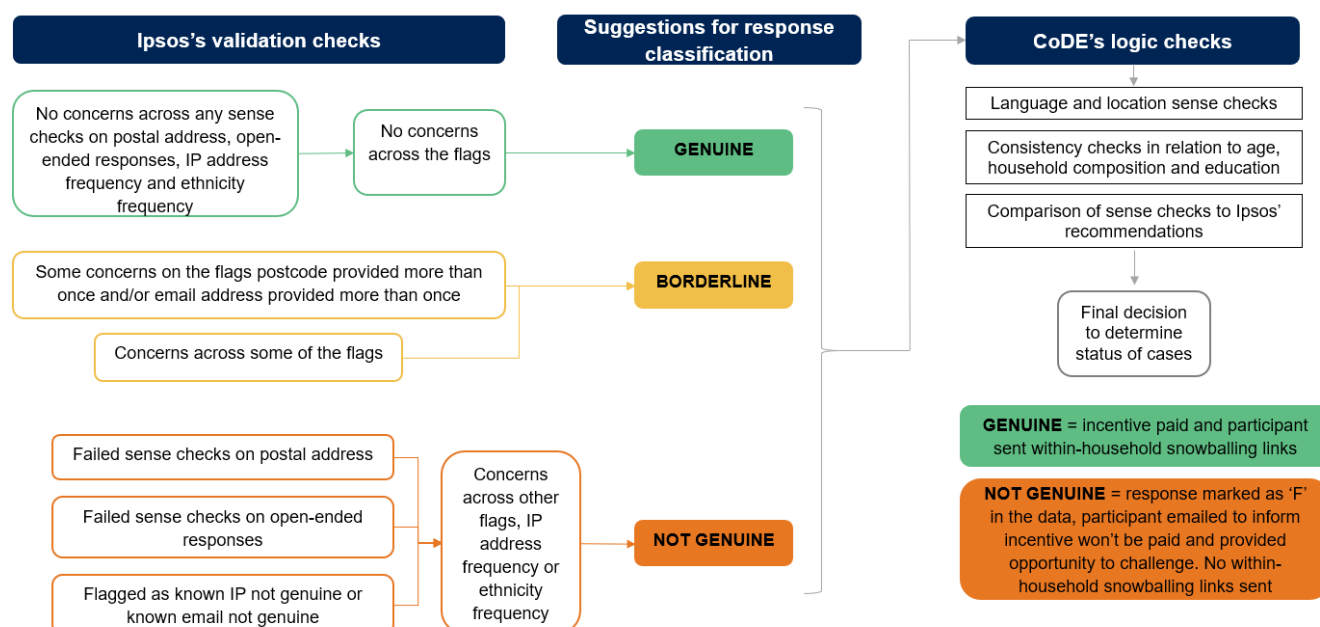 Ipsos's validation checks
Suggestions for response
classification
CoDE's logic checks
No concerns across any sense
checks on postal address, open-
ended responses, IP address
frequency and ethnicity
frequency
No concerns
across the flags
GENUINE
Some concerns on the flags postcode provided more than
once and/or email address provided more than once
Concerns across some of the flags
BORDERLINE
Failed sense checks on postal address
Failed sense checks on open-ended
responses
Flagged as known IP not genuine or
known email not genuine
Concerns
across other
flags, IP
address
frequency or
ethnicity
frequency
NOT GENUINE
Language and location sense checks
Consistency checks in relation to age,
household composition and education
Comparison of sense checks to Ipsos'
recommendations
Final decision
to determine
status of cases
GENUINE = incentive paid and participant
sent within-household snowballing links
NOT GENUINE = response marked as ‘F’
in the data, participant emailed to inform
incentive won’t be paid and provided
opportunity to challenge. No within-
household snowballing links sent